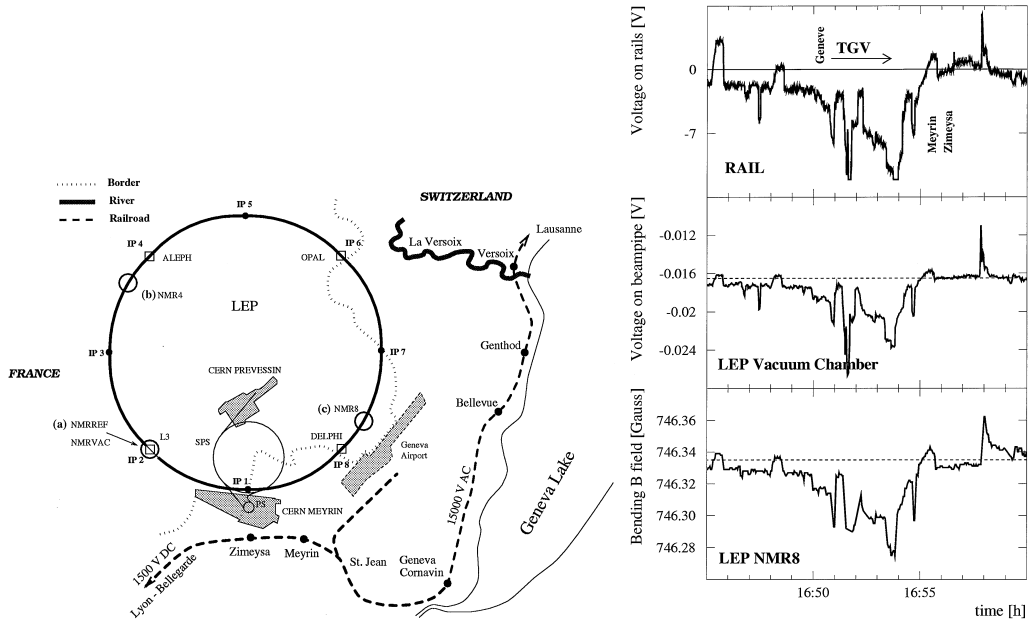 Border
River
Railroad
SWITZERLAND
FRANCE
Lausanne
La Versoix
Versoix
IP 5
IP 4
ALEPH
IP 6
OPAL
(b) NMR4
LEP
IP 3
IP 7
Genthod
CERN PREVESSIN
Bellevue
(a) NMRREF
NMRVAC
L3
IP 2
SPS
(c) NMR8
DELPHI
IP 8
Geneva
Airport
IP 1
PS
CERN MEYRIN
15000 V AC
Geneva Lake
Zimeysa
Meyrin
St. Jean
Geneva
Cornavin
1500 V DC
Lyon - Bellegarde
Voltage on rails [V]
0
-7
Geneve
TGV
Meyrin
Zimeysa
RAIL
Voltage on beampipe [V]
-0.012
-0.016
-0.02
-0.024
LEP Vacuum Chamber
Bending B field [Gauss]
746.36
746.34
746.32
746.30
746.28
LEP NMR8
16:50
16:55
time [h]